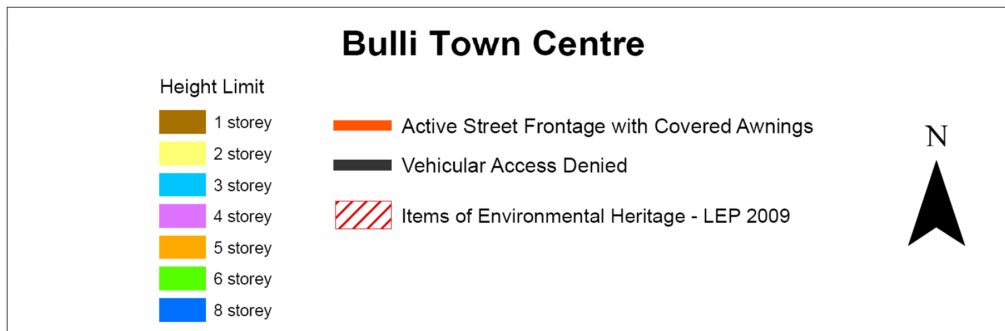 Bulli Town Centre
Height Limit
1 storey
2 storey
3 storey
4 storey
5 storey
6 storey
8 storey
Active Street Frontage with Covered Awnings
Vehicular Access Denied
Items of Environmental Heritage - LEP 2009
N